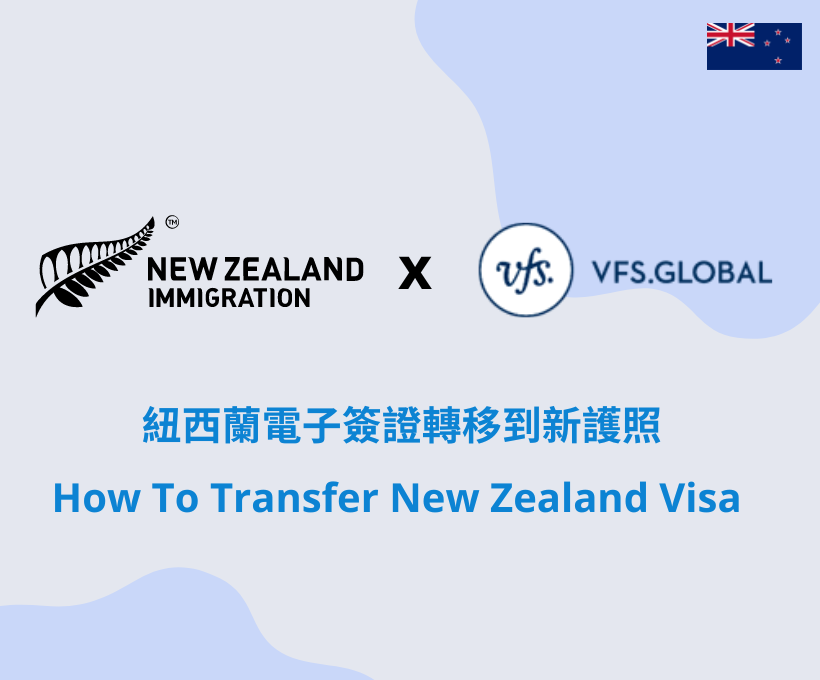 TM
NEW ZEALAND
IMMIGRATION
X
vfs.
VFS.GLOBAL
紐西蘭電子簽證轉移到新護照
How To Transfer New Zealand Visa